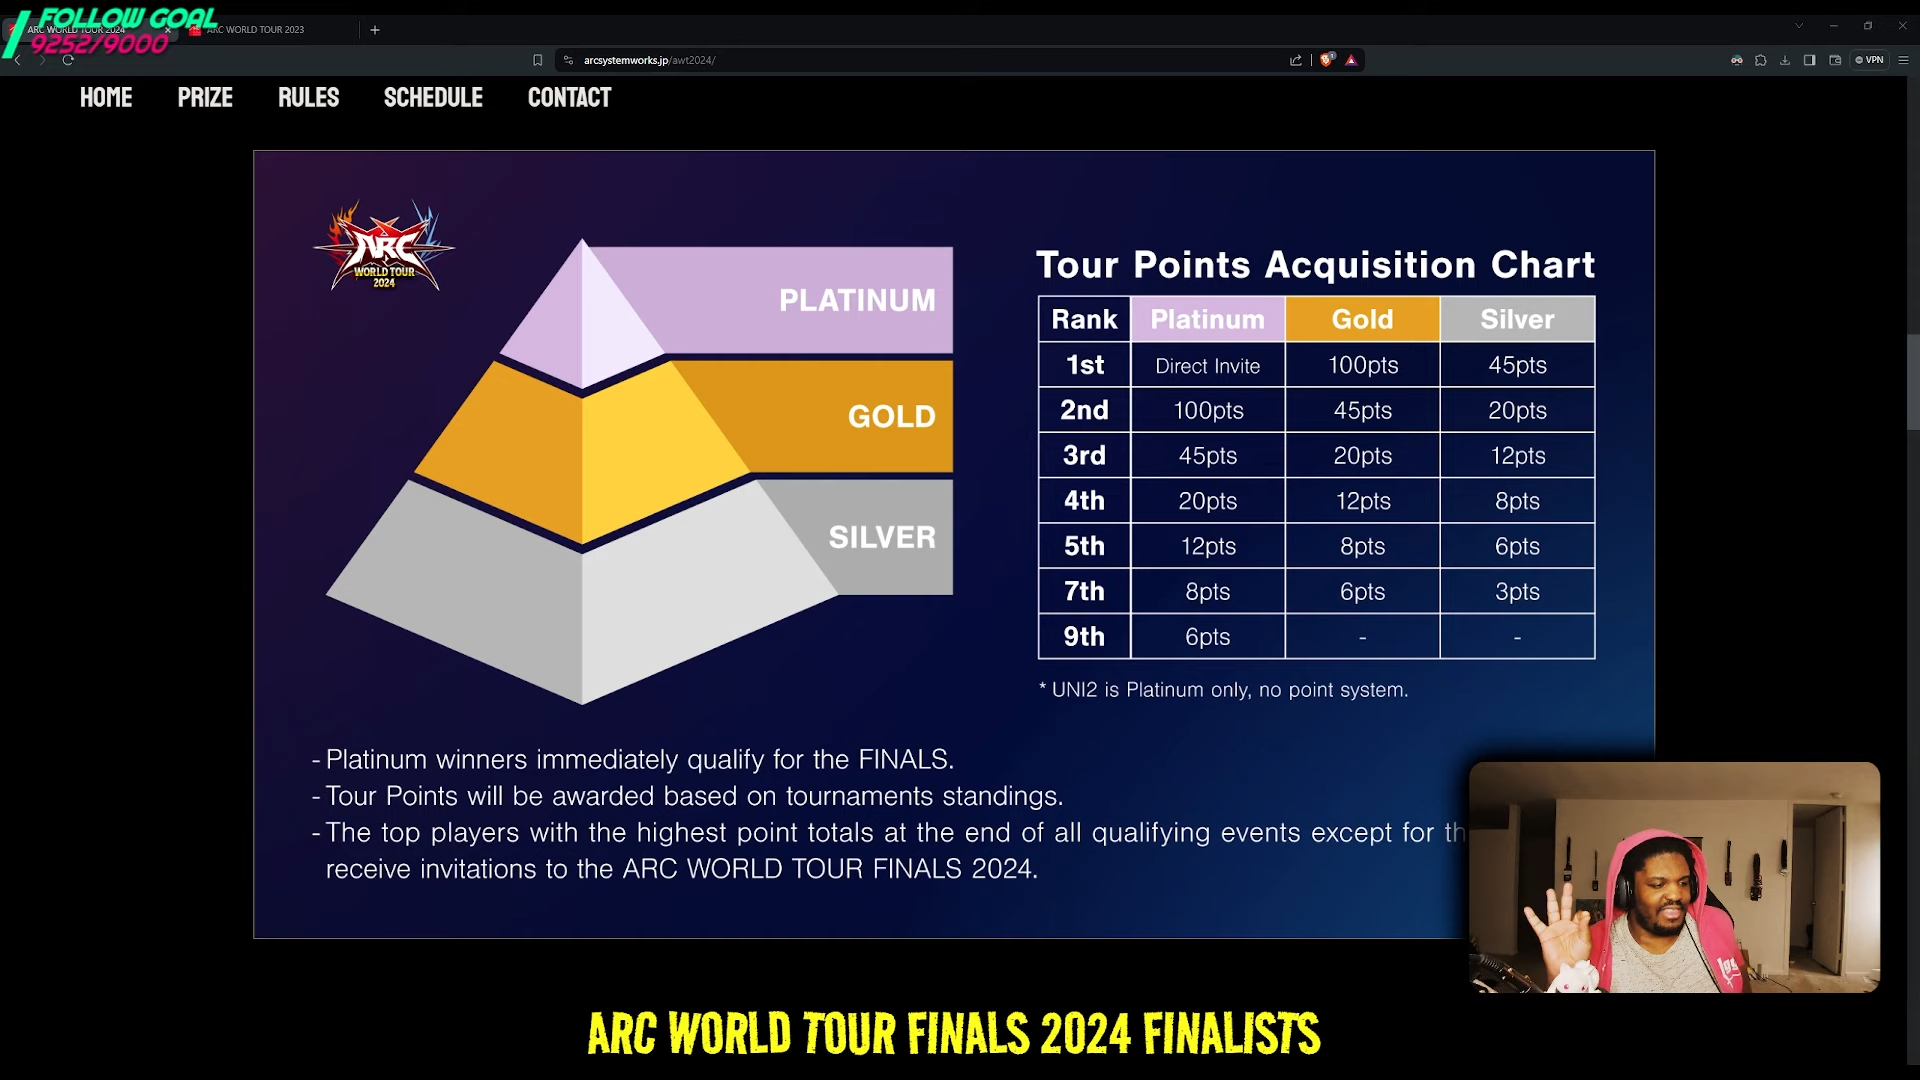 FOLLOW GOAL
9252/9000
ARC WORLD TOUR 2024
ARC WORLD TOUR 2023
arcsystemworks.jp/awt2024/
VPN
HOME PRIZE RULES SCHEDULE CONTACT
ARC
WORLD TOUR
2024
PLATINUM
GOLD
SILVER
Tour Points Acquisition Chart
Rank Platinum Gold Silver
1st Direct Invite 100pts 45pts
2nd 100pts 45pts 20pts
3rd 45pts 20pts 12pts
4th 20pts 12pts 8pts
5th 12pts 8pts 6pts
7th 8pts 6pts 3pts
9th 6pts - -
* UNI2 is Platinum only, no point system.
- Platinum winners immediately qualify for the FINALS.
- Tour Points will be awarded based on tournaments standings.
- The top players with the highest point totals at the end of all qualifying events except for th
receive invitations to the ARC WORLD TOUR FINALS 2024.
ARC WORLD TOUR FINALS 2024 FINALISTS